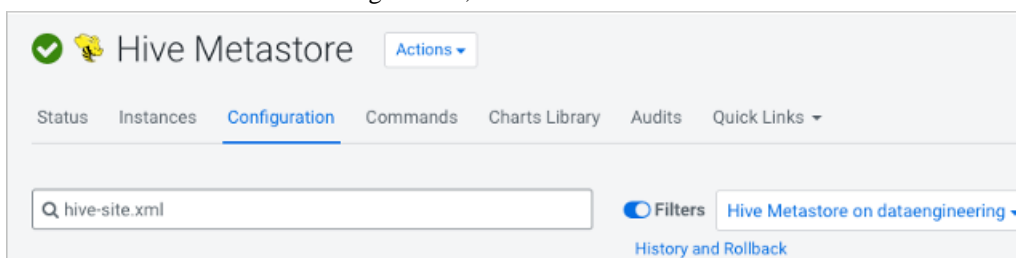 Hive Metastore Actions
Status Instances Configuration Commands Charts Library Audits Quick Links
hive-site.xml Filters Hive Metastore on dataengineering
History and Rollback